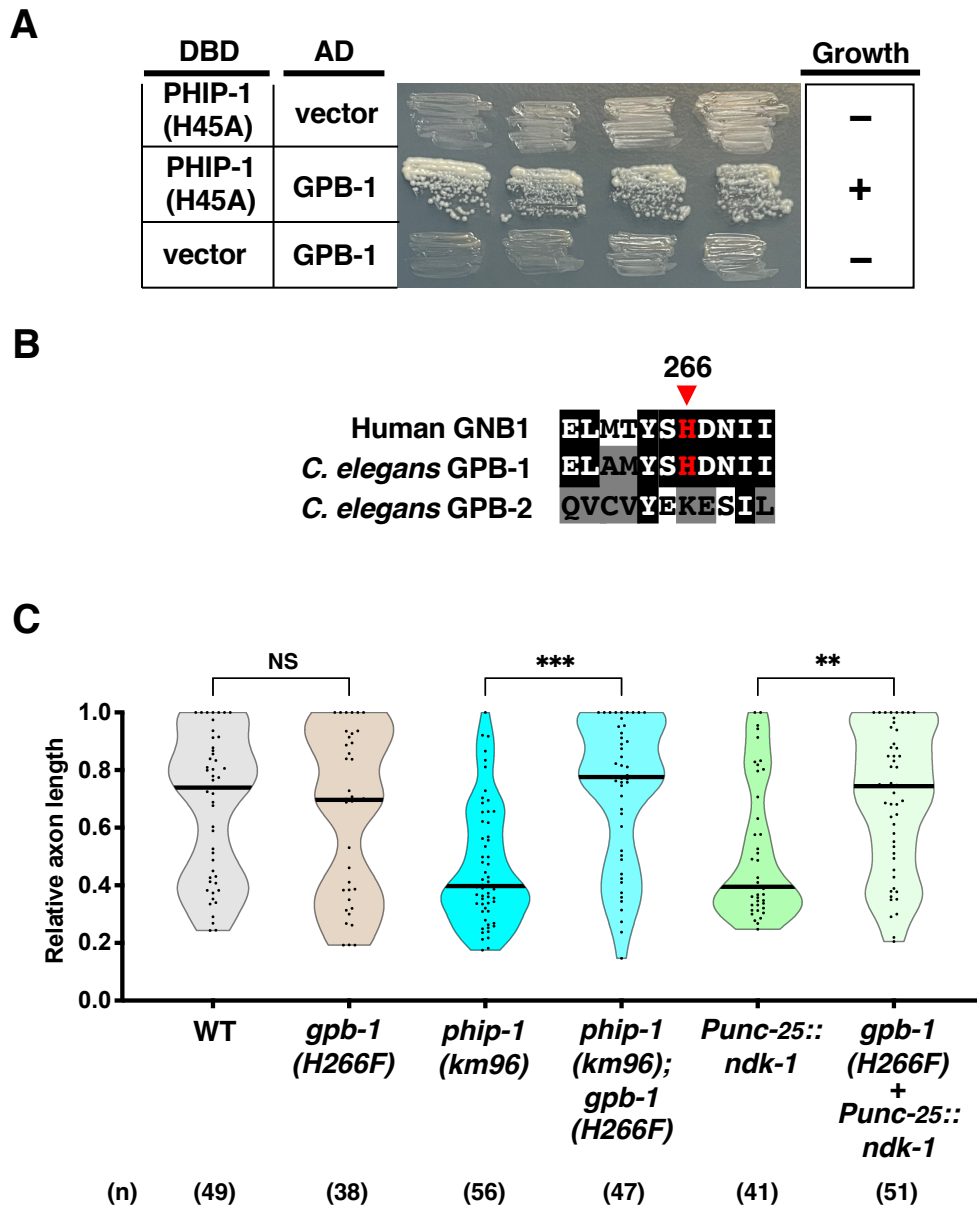 A
DBD AD Growth
PHIP-1
(H45A) vector –
PHIP-1
(H45A) GPB-1 +
vector GPB-1 –
B
266
Human GNB1 ELMTYSHDNII
C. elegans GPB-1 ELAMYSHDNII
C. elegans GPB-2 QVCVYEKESIL
C
NS *** **
Relative axon length
1.0
0.8
0.6
0.4
0.2
0.0
WT
gpb-1
(H266F)
phip-1
(km96)
phip-1
(km96);
gpb-1
(H266F)
Punc-25::
ndk-1
gpb-1
(H266F)
+
Punc-25::
ndk-1
(n) (49) (38) (56) (47) (41) (51)